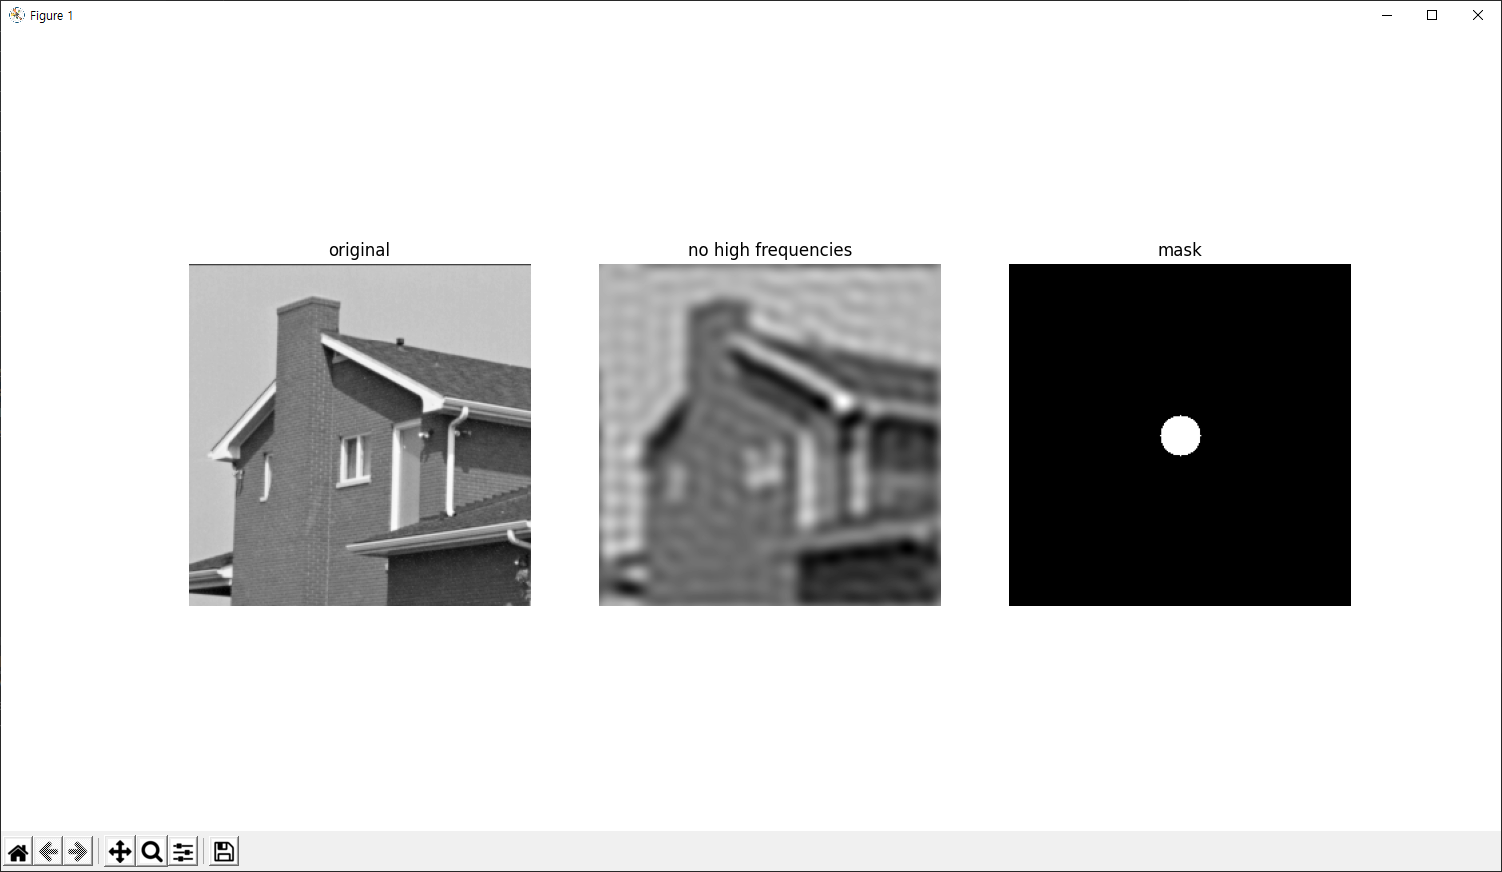 Figure 1
original
no high frequencies
mask